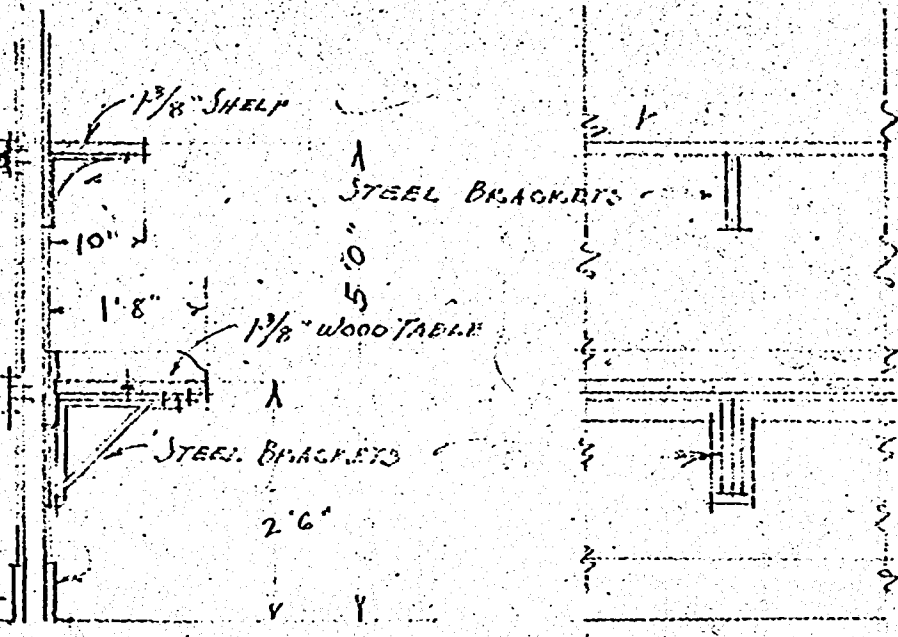 1 3/8" SHELF
STEEL BRACKETS
10"
5'0"
1'-8"
1 3/8" WOOD TABLE
STEEL BRACKETS
2'6"